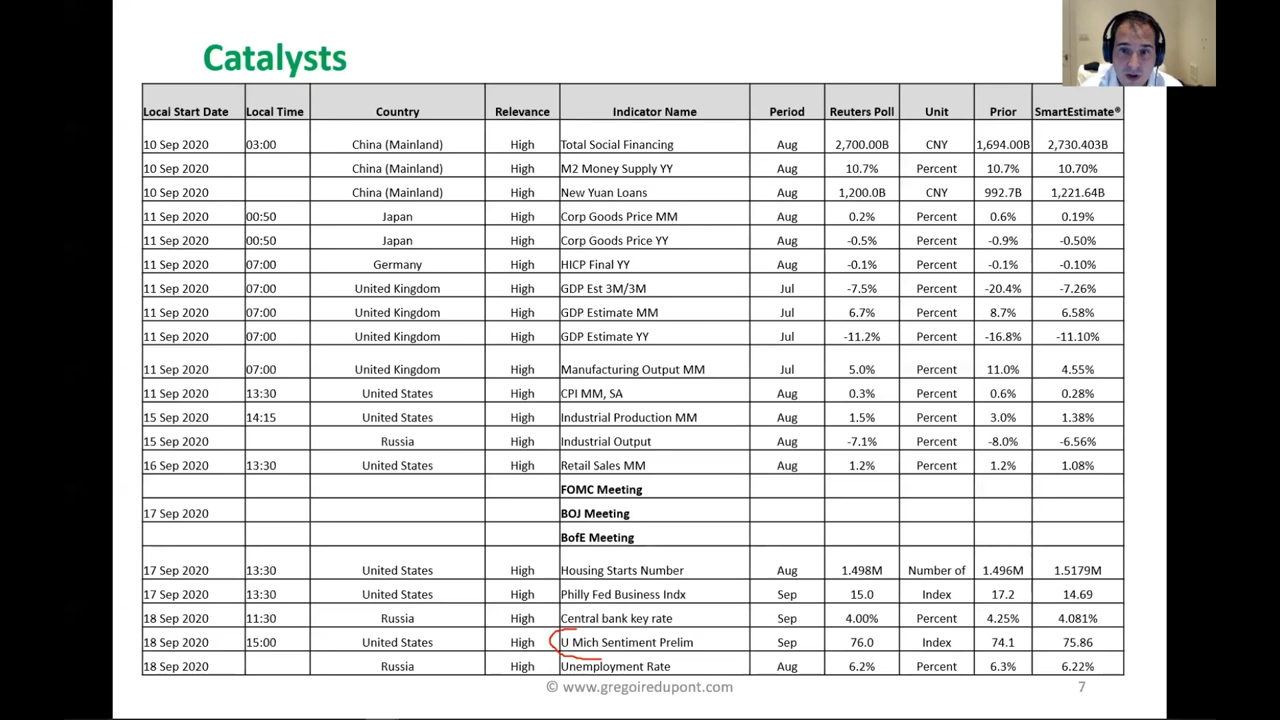 Catalysts
Local Start Date Local Time Country Relevance Indicator Name Period Reuters Poll Unit Prior SmartEstimate®
10 Sep 2020 03:00 China (Mainland) High Total Social Financing Aug 2,700.00B CNY 1,694.00B 2,730.403B
10 Sep 2020 China (Mainland) High M2 Money Supply YY Aug 10.7% Percent 10.7% 10.70%
10 Sep 2020 China (Mainland) High New Yuan Loans Aug 1,200.0B CNY 992.7B 1,221.64B
11 Sep 2020 00:50 Japan High Corp Goods Price MM Aug 0.2% Percent 0.6% 0.19%
11 Sep 2020 00:50 Japan High Corp Goods Price YY Aug -0.5% Percent -0.9% -0.50%
11 Sep 2020 07:00 Germany High HICP Final YY Aug -0.1% Percent -0.1% -0.10%
11 Sep 2020 07:00 United Kingdom High GDP Est 3M/3M Jul -7.5% Percent -20.4% -7.26%
11 Sep 2020 07:00 United Kingdom High GDP Estimate MM Jul 6.7% Percent 8.7% 6.58%
11 Sep 2020 07:00 United Kingdom High GDP Estimate YY Jul -11.2% Percent -16.8% -11.10%
11 Sep 2020 07:00 United Kingdom High Manufacturing Output MM Jul 5.0% Percent 11.0% 4.55%
11 Sep 2020 13:30 United States High CPI MM, SA Aug 0.3% Percent 0.6% 0.28%
15 Sep 2020 14:15 United States High Industrial Production MM Aug 1.5% Percent 3.0% 1.38%
15 Sep 2020 Russia High Industrial Output Aug -7.1% Percent -8.0% -6.56%
16 Sep 2020 13:30 United States High Retail Sales MM Aug 1.2% Percent 1.2% 1.08%
FOMC Meeting
17 Sep 2020 BOJ Meeting
BofE Meeting
17 Sep 2020 13:30 United States High Housing Starts Number Aug 1.498M Number of 1.496M 1.5179M
17 Sep 2020 13:30 United States High Philly Fed Business Indx Sep 15.0 Index 17.2 14.69
18 Sep 2020 11:30 Russia High Central bank key rate Sep 4.00% Percent 4.25% 4.081%
18 Sep 2020 15:00 United States High U Mich Sentiment Prelim Sep 76.0 Index 74.1 75.86
18 Sep 2020 Russia High Unemployment Rate Aug 6.2% Percent 6.3% 6.22%
© www.gregoiredupont.com 7